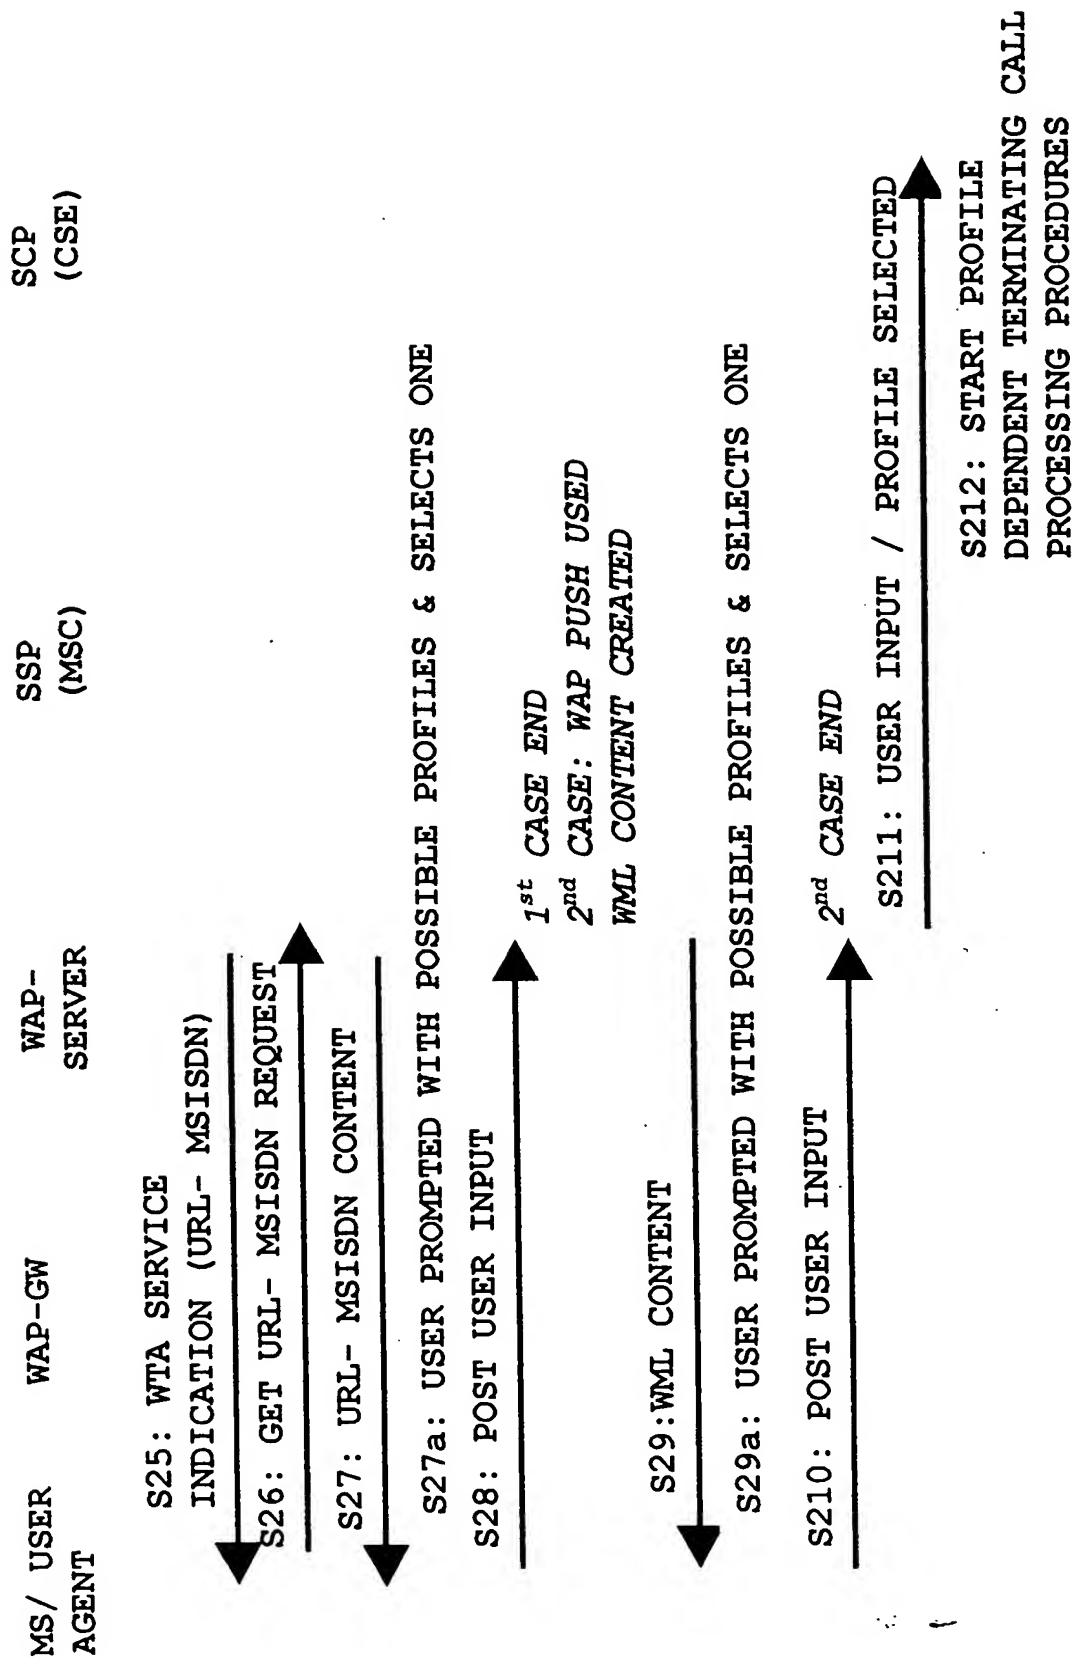 MS/ USER
AGENT
WAP-GW
WAP-
SERVER
SSP
(MSC)
SCP
(CSE)
S25: WTA SERVICE
INDICATION (URL- MSISDN)
S26: GET URL- MSISDN REQUEST
S27: URL- MSISDN CONTENT
S27a: USER PROMPTED WITH POSSIBLE PROFILES & SELECTS ONE
S28: POST USER INPUT
1st CASE END
2nd CASE: WAP PUSH USED
WML CONTENT CREATED
S29:WML CONTENT
S29a: USER PROMPTED WITH POSSIBLE PROFILES & SELECTS ONE
S210: POST USER INPUT
2nd CASE END
S211: USER INPUT / PROFILE SELECTED
S212: START PROFILE
DEPENDENT TERMINATING CALL
PROCESSING PROCEDURES